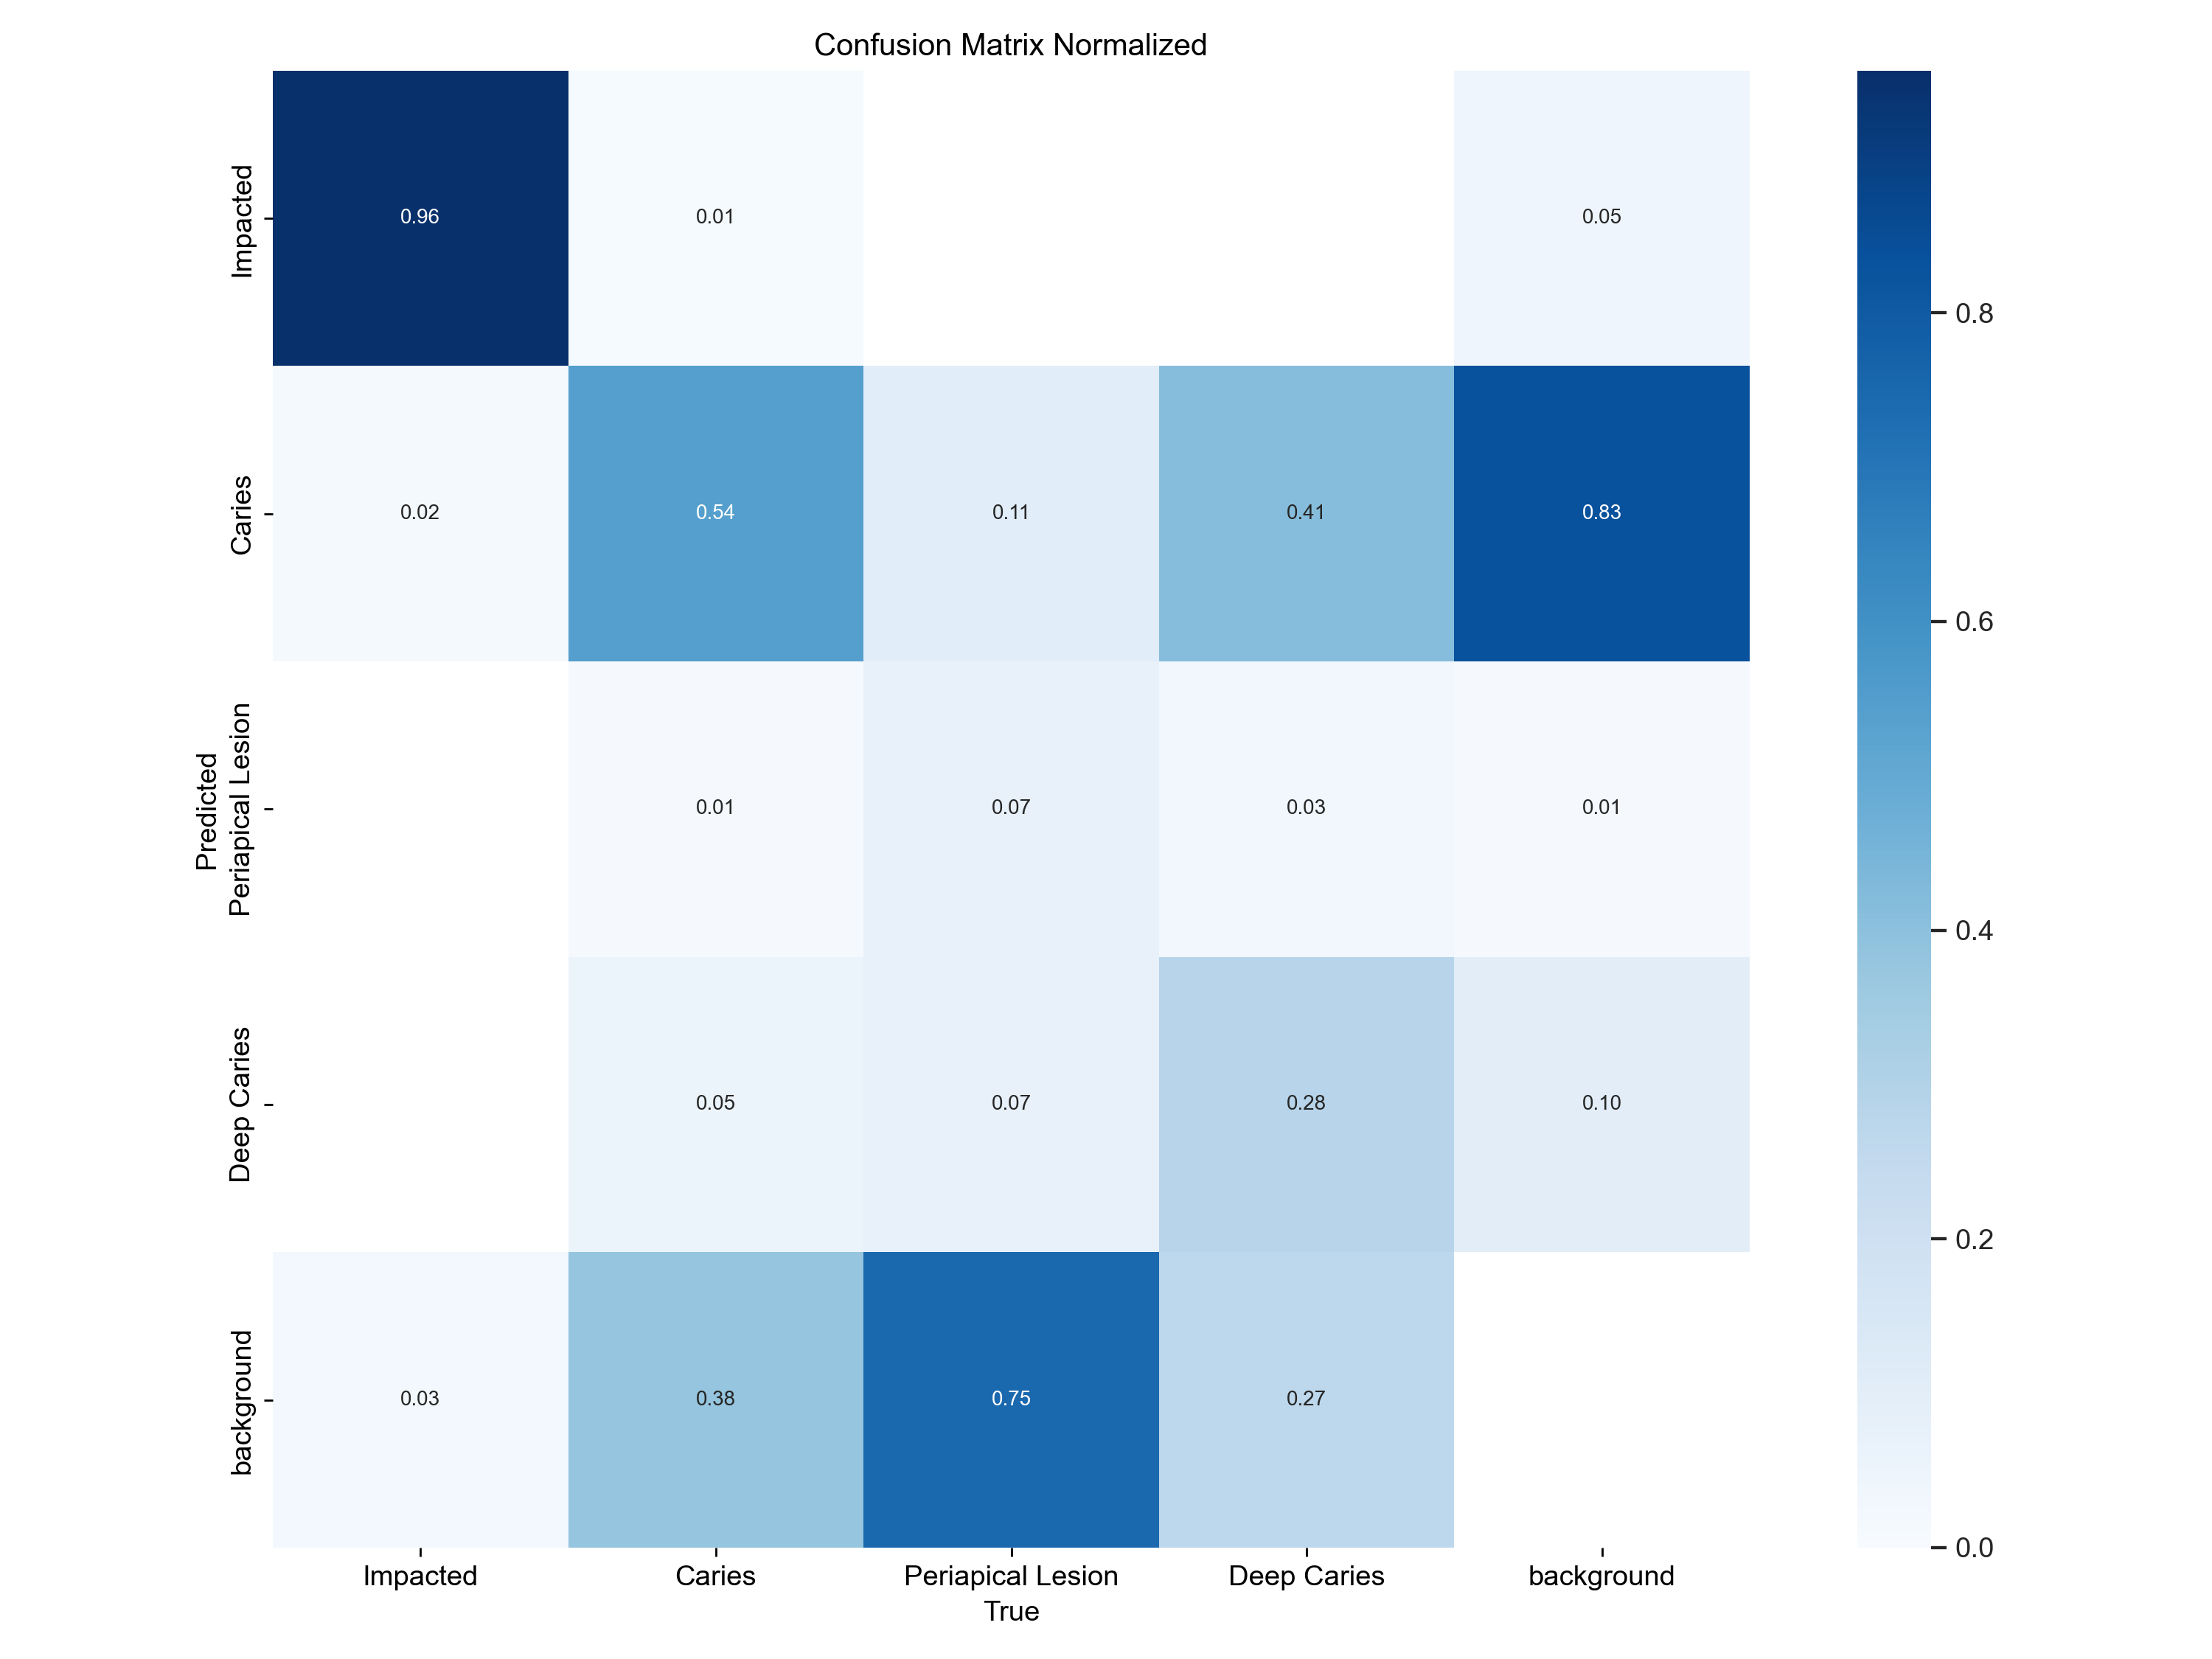 Confusion Matrix Normalized
Impacted
0.96
0.01
0.05
0.8
Caries
0.02
0.54
0.11
0.41
0.83
0.6
Predicted
Periapical Lesion
0.01
0.07
0.03
0.01
0.4
Deep Caries
0.05
0.07
0.28
0.10
0.2
background
0.03
0.38
0.75
0.27
0.0
Impacted
Caries
Periapical Lesion
Deep Caries
background
True